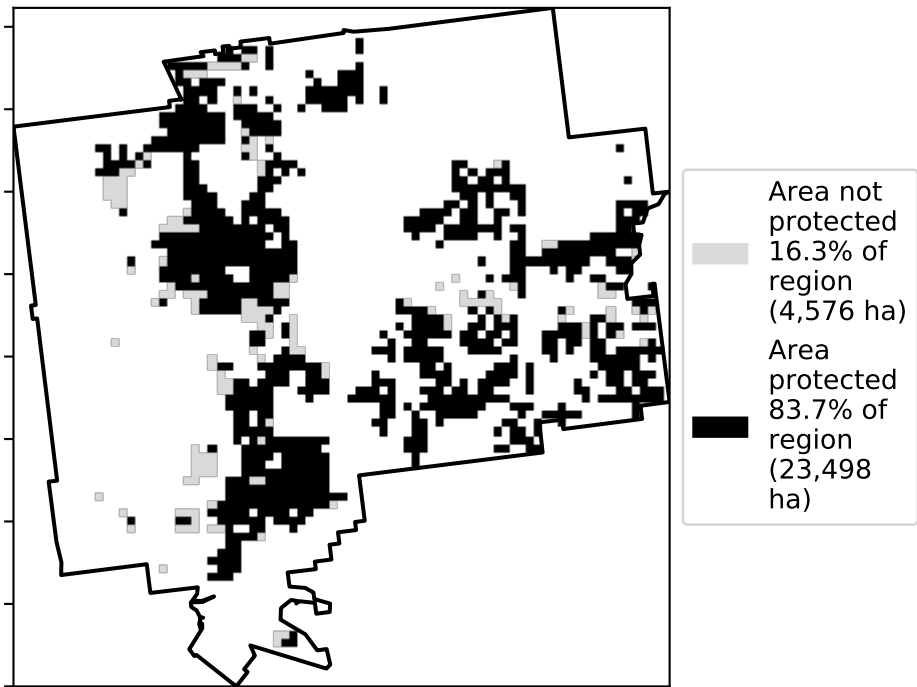 Area not
protected
16.3% of
region
(4,576 ha)
Area
protected
83.7% of
region
(23,498
ha)